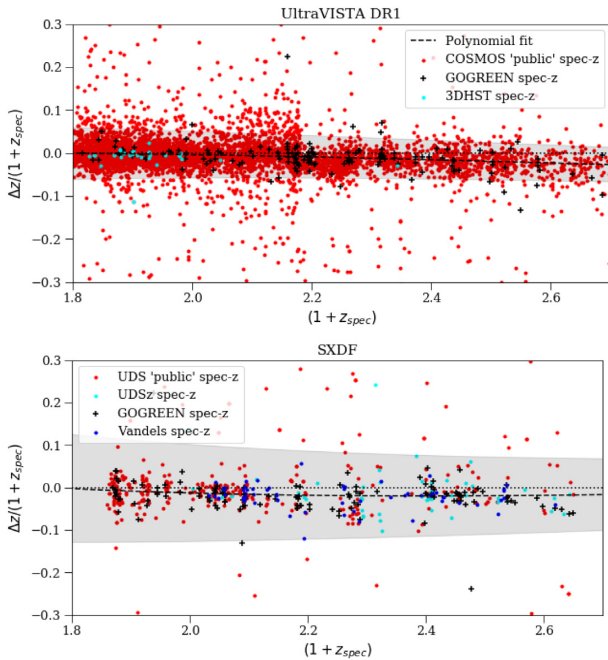 UltraVISTA DR1
0.3
0.2
0.1
0.0
−0.1
−0.2
−0.3
Δz/(1 + z_spec)
Polynomial fit
COSMOS 'public' spec-z
GOGREEN spec-z
3DHST spec-z
1.8 2.0 2.2 2.4 2.6
(1 + z_spec)
SXDF
0.3
0.2
0.1
0.0
−0.1
−0.2
−0.3
Δz/(1 + z_spec)
UDS 'public' spec-z
UDSz spec-z
GOGREEN spec-z
Vandels spec-z
1.8 2.0 2.2 2.4 2.6
(1 + z_spec)